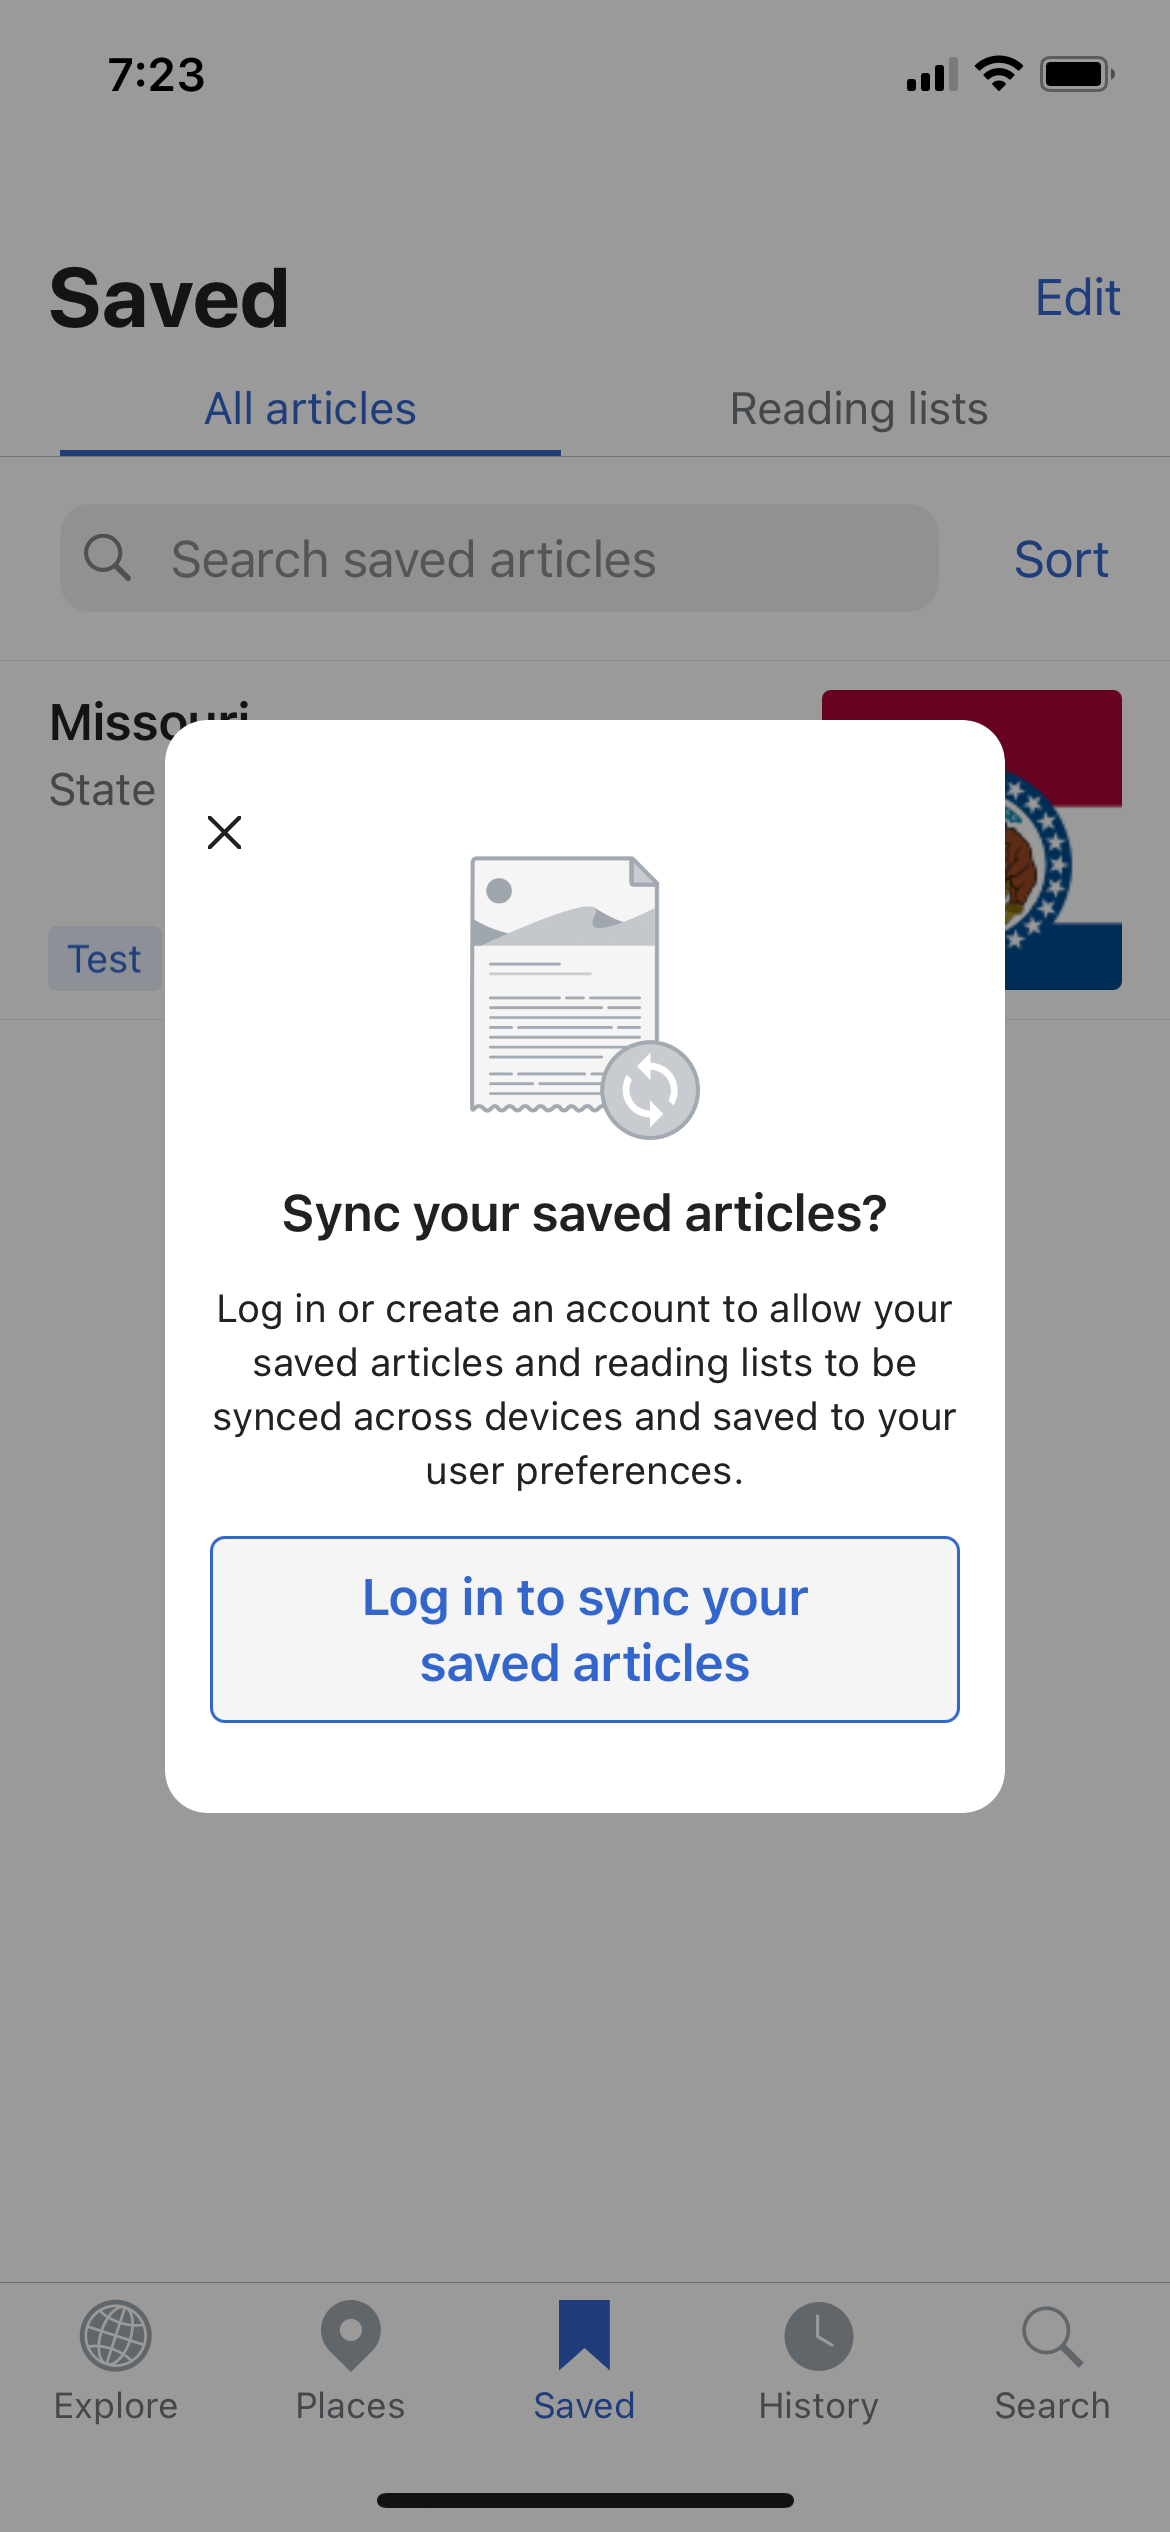 7:23
Saved
Edit
All articles
Reading lists
Search saved articles
Sort
Missouri
State
Test
Sync your saved articles?
Log in or create an account to allow your
saved articles and reading lists to be
synced across devices and saved to your
user preferences.
Log in to sync your
saved articles
Explore
Places
Saved
History
Search